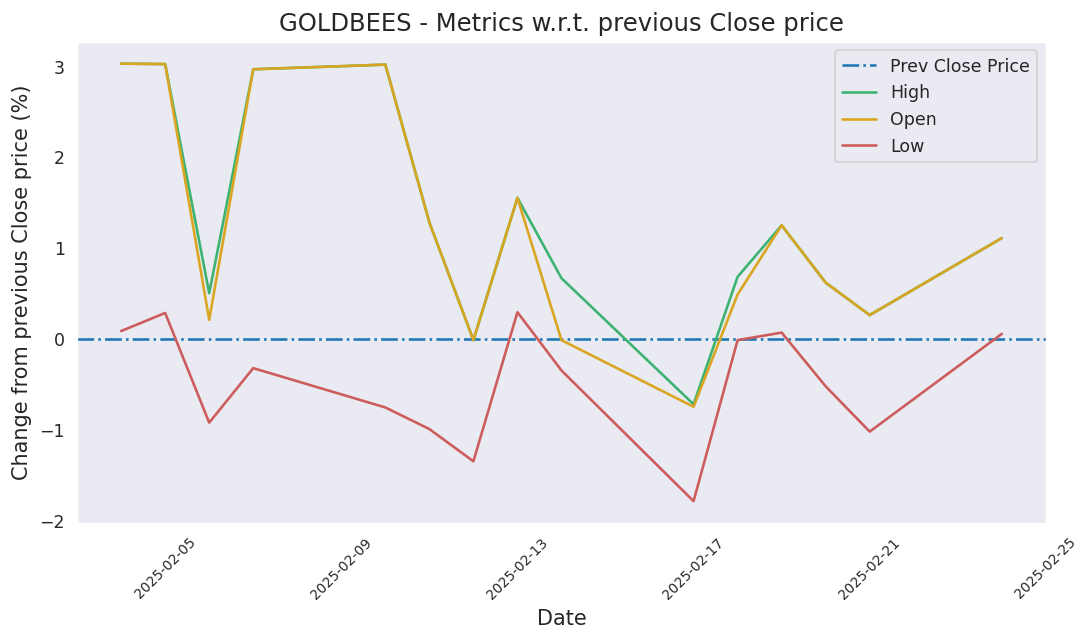 GOLDBEES - Metrics w.r.t. previous Close price
Change from previous Close price (%)
3
2
1
0
−1
−2
Prev Close Price
High
Open
Low
2025-02-05
2025-02-09
2025-02-13
2025-02-17
2025-02-21
2025-02-25
Date